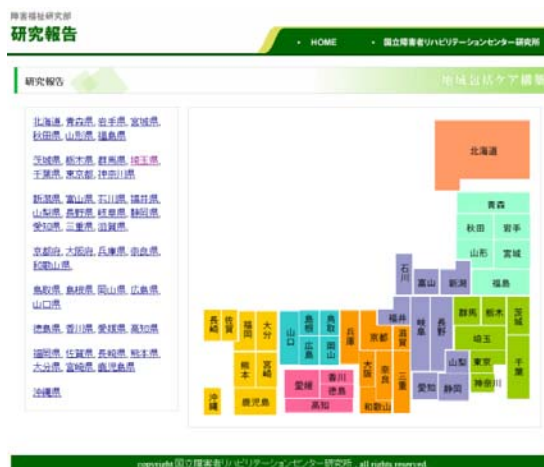 障害福祉研究部
研究報告
・ HOME ・ 国立障害者リハビリテーションセンター研究所
研究報告
地域包括ケア構築
北海道, 青森県, 岩手県, 宮城県,
秋田県, 山形県, 福島県
茨城県, 栃木県, 群馬県, 埼玉県,
千葉県, 東京都, 神奈川県
新潟県, 富山県, 石川県, 福井県,
山梨県, 長野県, 岐阜県, 静岡県,
愛知県, 三重県, 滋賀県,
京都府, 大阪府, 兵庫県, 奈良県,
和歌山県,
鳥取県, 島根県, 岡山県, 広島県,
山口県
徳島県, 香川県, 愛媛県, 高知県
福岡県, 佐賀県, 長崎県, 熊本県,
大分県, 宮崎県, 鹿児島県
沖縄県
北海道
青森
秋田 岩手
山形 宮城
石川 富山 新潟 福島
福井 岐阜 長野 群馬 栃木 茨城
長崎 佐賀 福岡 大分 山口 島根 鳥取 兵庫 京都 滋賀 埼玉
広島 岡山 山梨 東京 千葉
熊本 宮崎 大阪 奈良 三重
愛媛 香川 愛知 静岡 神奈川
徳島
沖縄 鹿児島 高知 和歌山
copyright 国立障害者リハビリテーションセンター研究所 all rights reserved